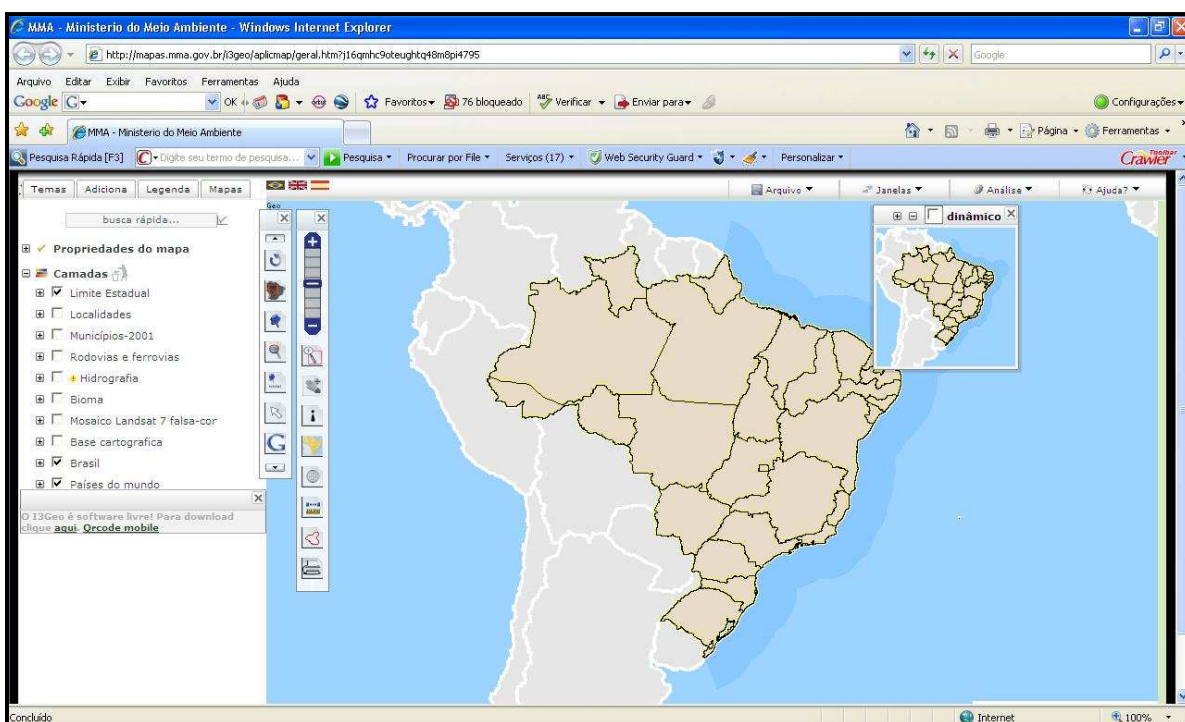 MMA - Ministerio do Meio Ambiente - Windows Internet Explorer
http://mapas.mma.gov.br/i3geo/aplicmap/geral.htm?j16qmhc9oteughtq48m8pi4795
Google
Arquivo Editar Exibir Favoritos Ferramentas Ajuda
Google G OK Favoritos 76 bloqueado ABC Verificar Enviar para Configurações
MMA - Ministerio do Meio Ambiente Página Ferramentas
Pesquisa Rápida [F3] Digite seu termo de pesquisa... Pesquisa Procurar por File Serviços (17) Web Security Guard Personalizar Crawler Toolbar
Temas Adiciona Legenda Mapas Arquivo Janelas Análise Ajuda?
Geo
busca rápida...
dinâmico
Propriedades do mapa
Camadas
Limite Estadual
Localidades
Municípios-2001
Rodovias e ferrovias
Hidrografia
Bioma
Mosaico Landsat 7 falsa-cor
Base cartografica
Brasil
Países do mundo
O I3Geo é software livre! Para download
clique aqui. Qrcode mobile
G
i
Concluído Internet 100%